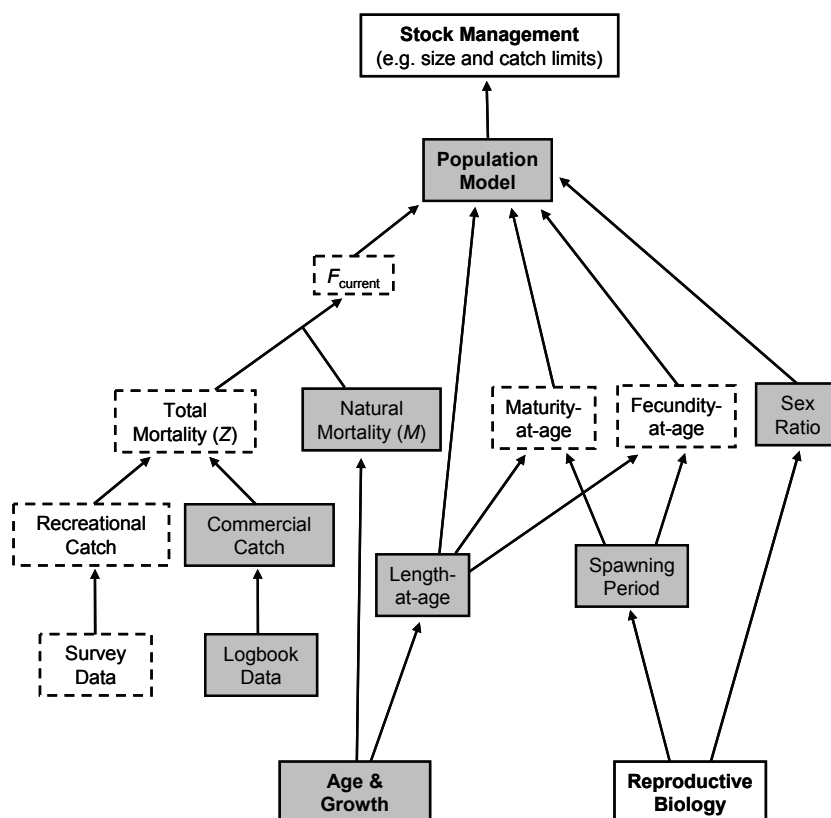 Stock Management
(e.g. size and catch limits)
Population
Model
Fcurrent
Total
Mortality (Z)
Natural
Mortality (M)
Maturity-
at-age
Fecundity-
at-age
Sex
Ratio
Recreational
Catch
Commercial
Catch
Length-
at-age
Spawning
Period
Survey
Data
Logbook
Data
Age &
Growth
Reproductive
Biology